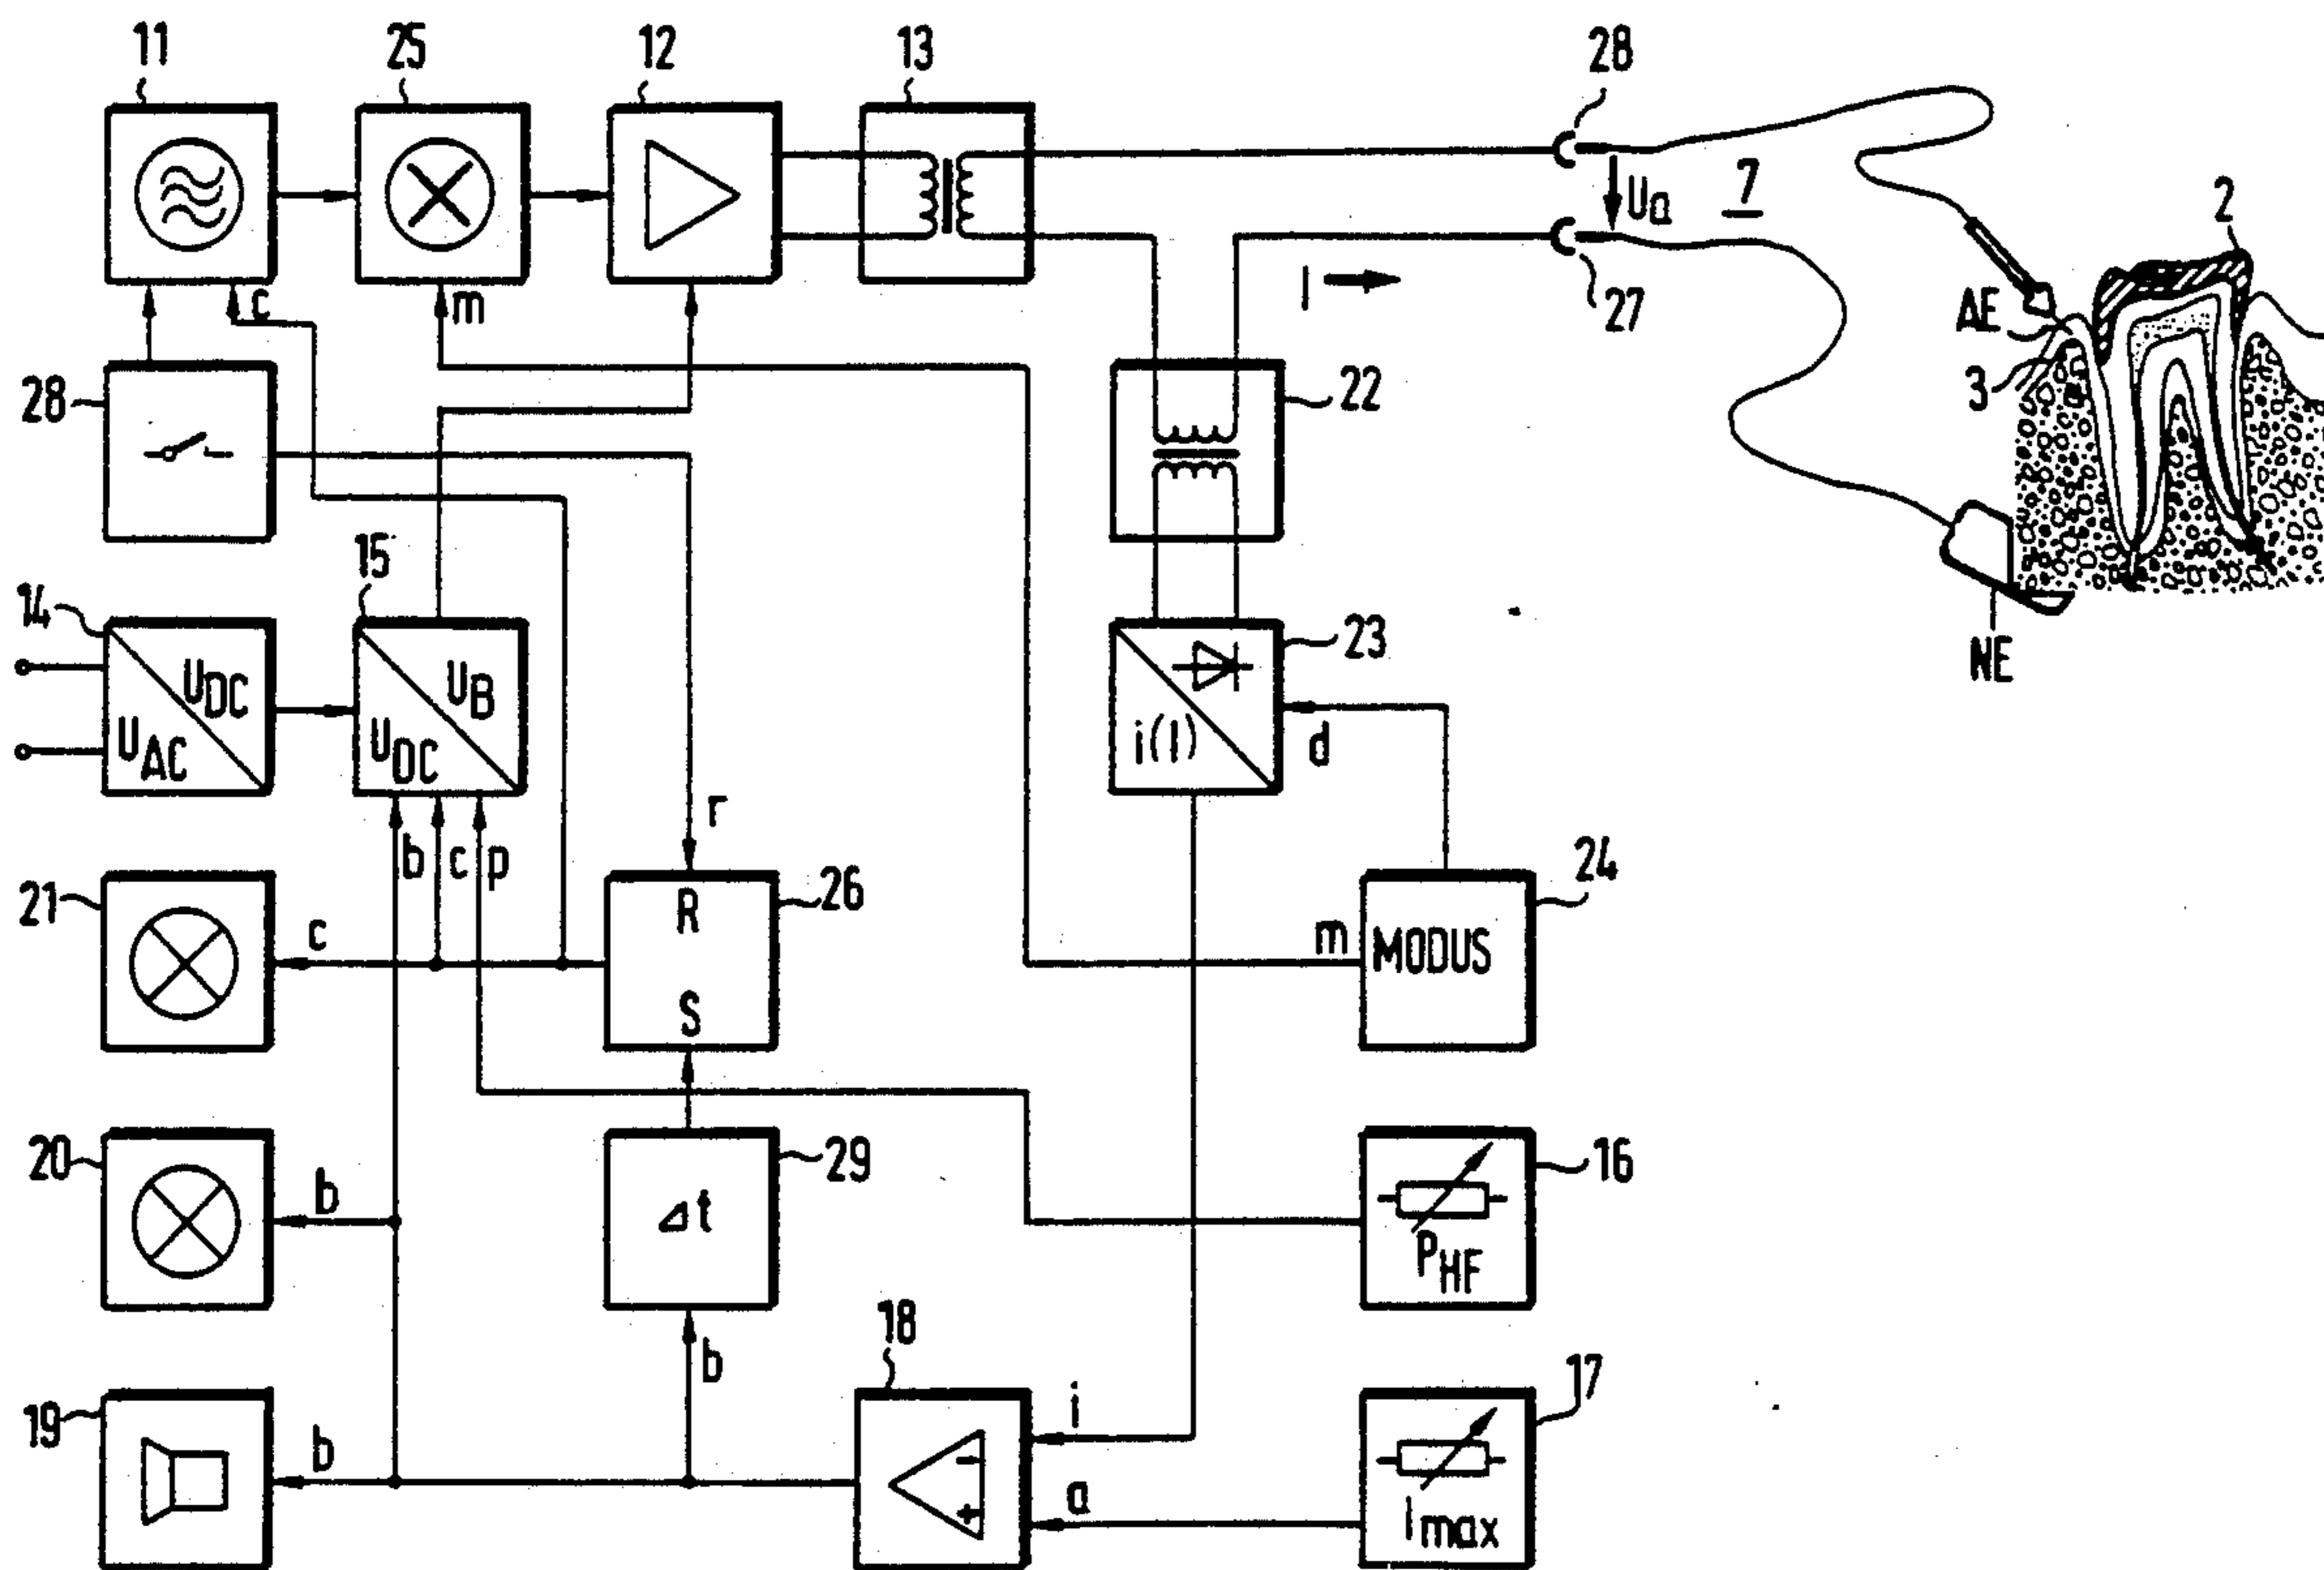 11 25 12 13 28
7
2
Ua
c m
I
27
AE
3
28
22
15
14
NE
UDC
UAC
UB
UDC
23
i(I)
d
r
b c p
24
21
c
R
S
26
m
MODUS
20
b
Δt
29
16
PHF
18
b
i
17
19
b
-
+
a
Imax